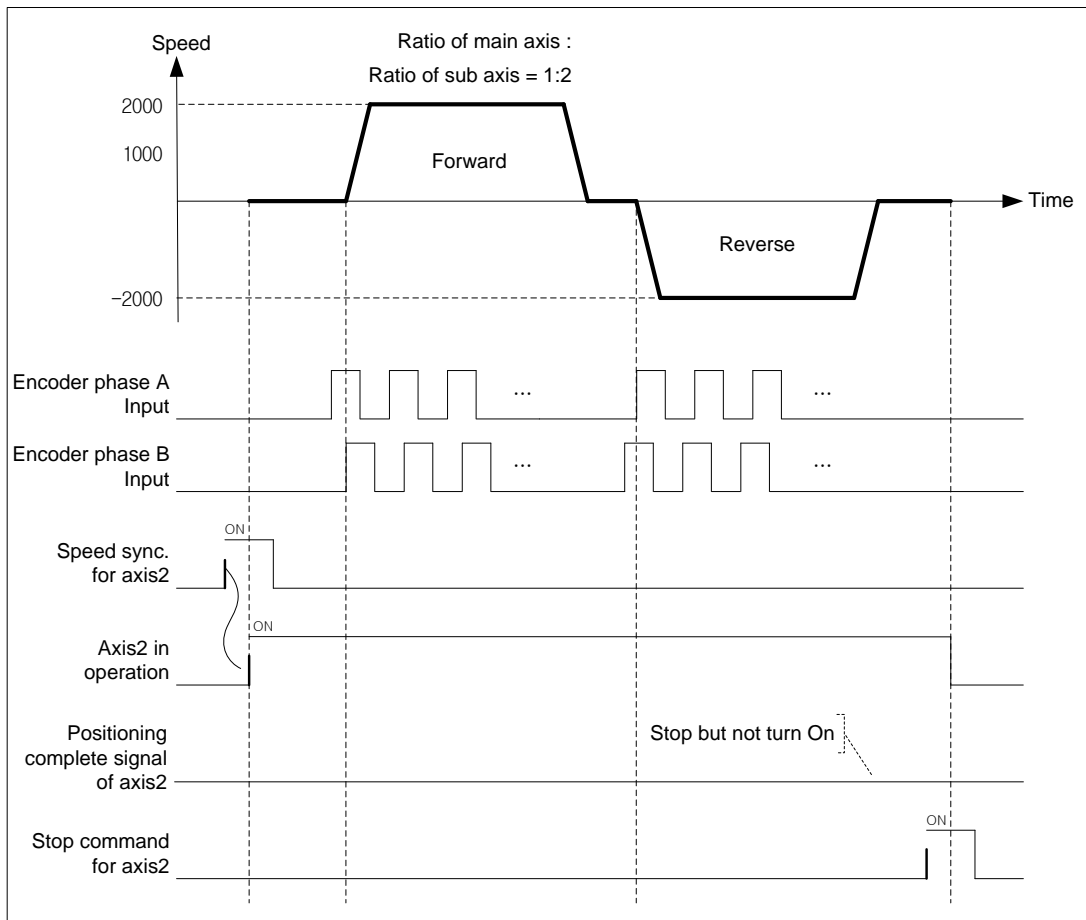 Speed
Ratio of main axis :
Ratio of sub axis = 1:2
2000
1000
Forward
Time
Reverse
−2000
Encoder phase A
Input
...
...
Encoder phase B
Input
...
...
ON
Speed sync.
for axis2
ON
Axis2 in
operation
Positioning
complete signal
of axis2
Stop but not turn On
ON
Stop command
for axis2